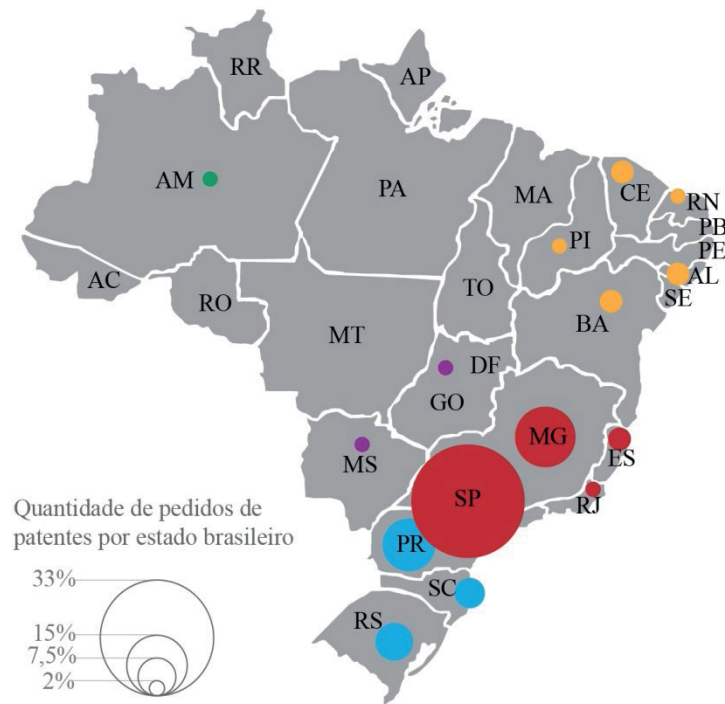 RR
AP
AM
PA
MA
CE
RN
PB
PE
PI
AL
SE
AC
RO
TO
BA
MT
DF
GO
MG
ES
MS
SP
RJ
PR
SC
RS
Quantidade de pedidos de
patentes por estado brasileiro
33%
15%
7,5%
2%